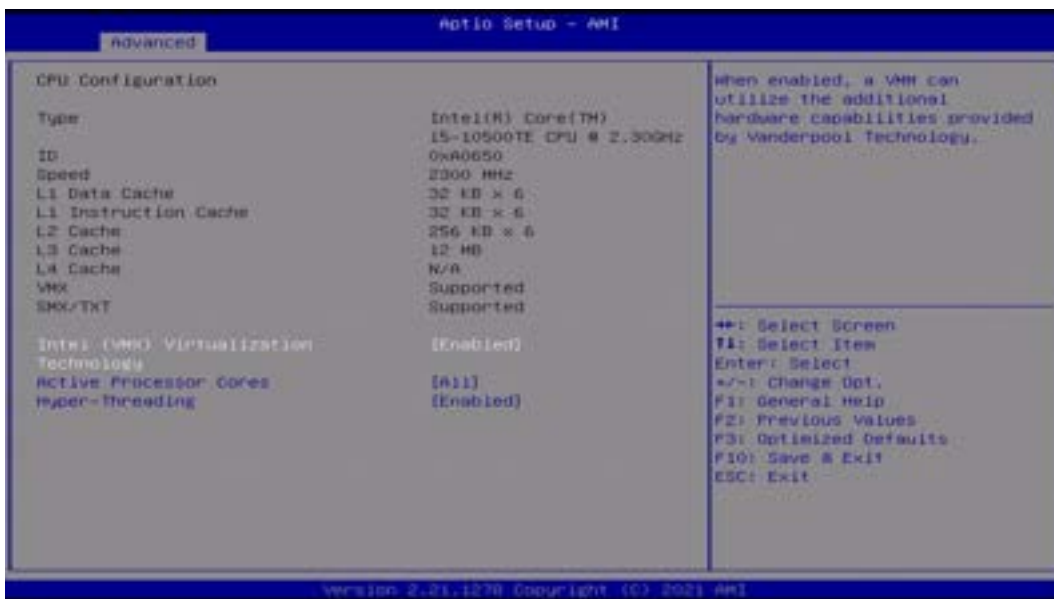 Aptio Setup - AMI
Advanced
CPU Configuration
Type Intel(R) Core(TM)
i5-10500TE CPU @ 2.30GHz
ID 0xA0650
Speed 2300 MHz
L1 Data Cache 32 KB x 6
L1 Instruction Cache 32 KB x 6
L2 Cache 256 KB x 6
L3 Cache 12 MB
L4 Cache N/A
VMX Supported
SMX/TXT Supported
Intel (VMX) Virtualization [Enabled]
Technology
Active Processor Cores [All]
Hyper-Threading [Enabled]
When enabled, a VMM can
utilize the additional
hardware capabilities provided
by Vanderpool Technology.
→←: Select Screen
↑↓: Select Item
Enter: Select
+/-: Change Opt.
F1: General Help
F2: Previous Values
F3: Optimized Defaults
F10: Save & Exit
ESC: Exit
Version 2.21.1278 Copyright (C) 2021 AMI